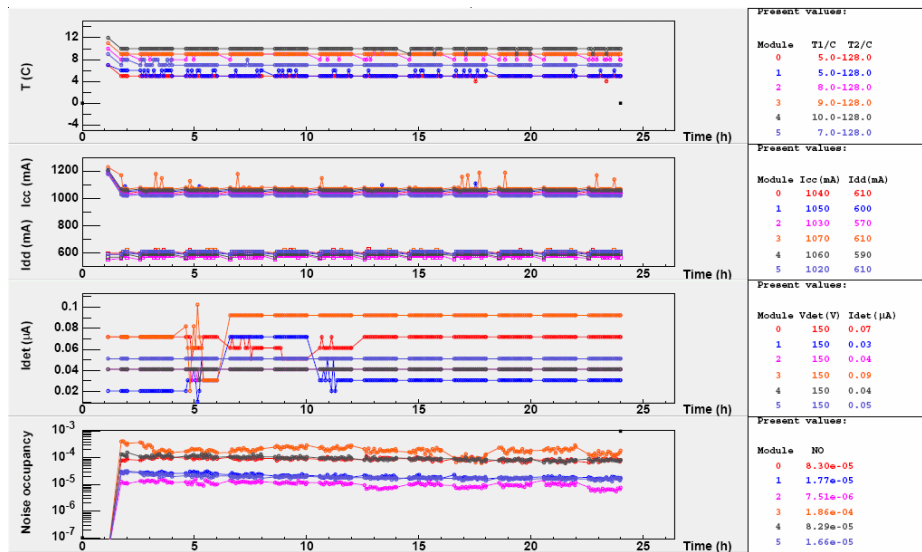 Present values:
Module T1/C T2/C
0 5.0-128.0
1 5.0-128.0
2 8.0-128.0
3 9.0-128.0
4 10.0-128.0
5 7.0-128.0
T (C)
12
8
4
0
-4
0 5 10 15 20 25
Time (h)
Present values:
Module Icc(mA) Idd(mA)
0 1040 610
1 1050 600
2 1030 570
3 1070 610
4 1060 590
5 1020 610
Idd (mA) Icc (mA)
1200
1000
800
600
0 5 10 15 20 25
Time (h)
Present values:
Module Vdet(V) Idet(µA)
0 150 0.07
1 150 0.03
2 150 0.04
3 150 0.09
4 150 0.04
5 150 0.05
Idet (µA)
0.1
0.08
0.06
0.04
0.02
0 5 10 15 20 25
Time (h)
Present values:
Module NO
0 8.30e-05
1 1.77e-05
2 7.51e-06
3 1.86e-04
4 8.29e-05
5 1.66e-05
Noise occupancy
10-3
10-4
10-5
10-6
10-7
0 5 10 15 20 25
Time (h)